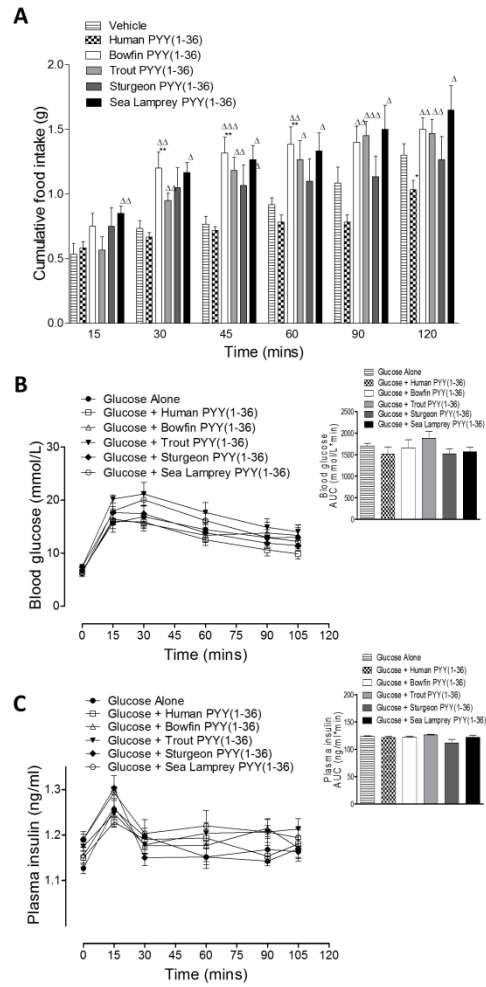 A
Vehicle
Human PYY(1-36)
Bowfin PYY(1-36)
Trout PYY(1-36)
Sturgeon PYY(1-36)
Sea Lamprey PYY(1-36)
Cumulative food intake (g)
2.0
1.5
1.0
0.5
0.0
ΔΔ
ΔΔ
**
ΔΔ
Δ
ΔΔΔ
**
ΔΔ
Δ
Δ
ΔΔ
**
Δ
Δ
ΔΔ
ΔΔΔ
Δ
*
ΔΔ
ΔΔ
Δ
15 30 45 60 90 120
Time (mins)
B
Glucose Alone
Glucose + Human PYY(1-36)
Glucose + Bowfin PYY(1-36)
Glucose + Trout PYY(1-36)
Glucose + Sturgeon PYY(1-36)
Glucose + Sea Lamprey PYY(1-36)
Blood glucose (mmol/L)
30
20
10
0
0 15 30 45 60 75 90 105 120
Time (mins)
Glucose Alone
Glucose + Human PYY(1-36)
Glucose + Bowfin PYY(1-36)
Glucose + Trout PYY(1-36)
Glucose + Sturgeon PYY(1-36)
Glucose + Sea Lamprey PYY(1-36)
Blood glucose
AUC (mmol/L*min)
2500
2000
1500
1000
500
0
C
Glucose Alone
Glucose + Human PYY(1-36)
Glucose + Bowfin PYY(1-36)
Glucose + Trout PYY(1-36)
Glucose + Sturgeon PYY(1-36)
Glucose + Sea Lamprey PYY(1-36)
Plasma insulin (ng/ml)
1.3
1.2
1.1
0 15 30 45 60 75 90 105 120
Time (mins)
Glucose Alone
Glucose + Human PYY(1-36)
Glucose + Bowfin PYY(1-36)
Glucose + Trout PYY(1-36)
Glucose + Sturgeon PYY(1-36)
Glucose + Sea Lamprey PYY(1-36)
Plasma insulin
AUC (ng/ml*min)
200
150
100
50
0